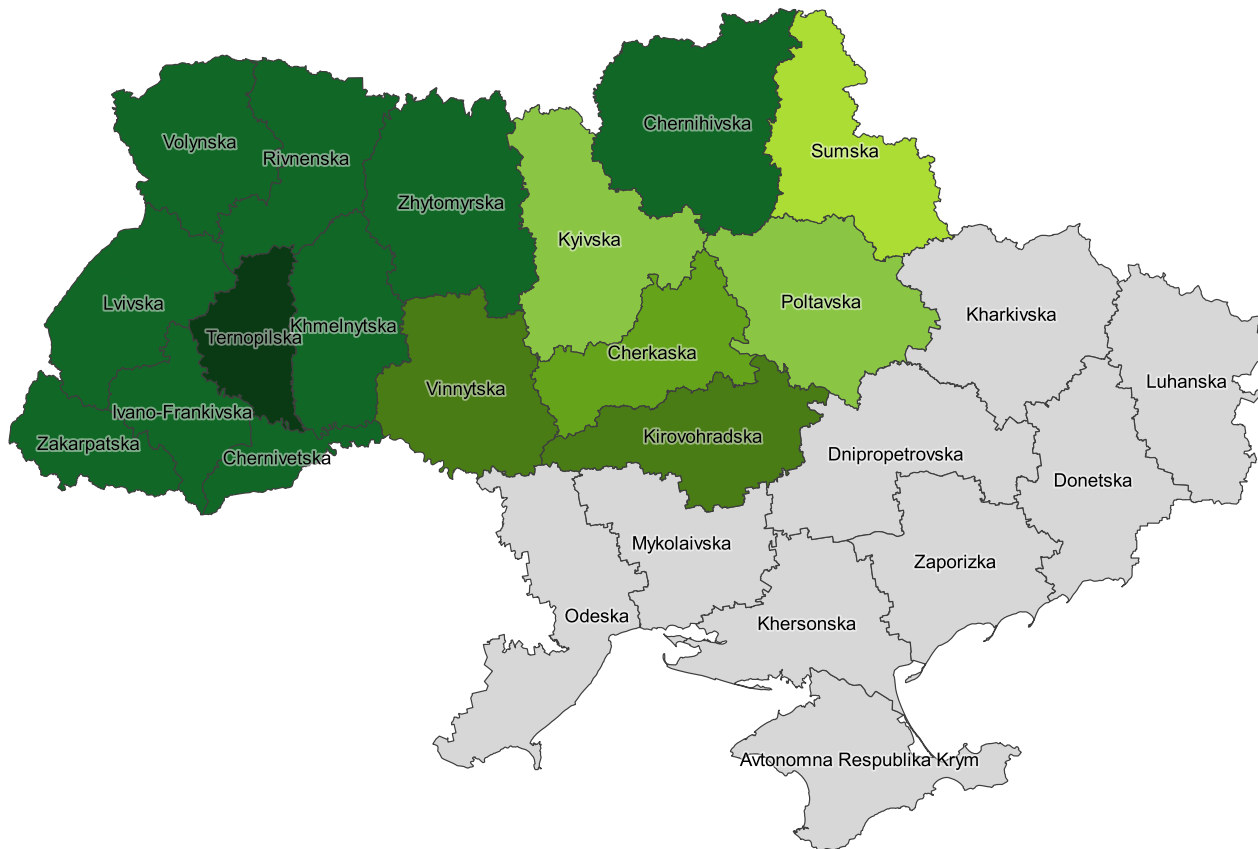 Chernihivska
Volynska
Sumska
Rivnenska
Zhytomyrska
Kyivska
Lvivska
Poltavska
Kharkivska
Ternopilska
Khmelnytska
Cherkaska
Luhanska
Vinnytska
Ivano-Frankivska
Kirovohradska
Zakarpatska
Chernivetska
Dnipropetrovska
Donetska
Mykolaivska
Zaporizka
Odeska
Khersonska
Avtonomna Respublika Krym